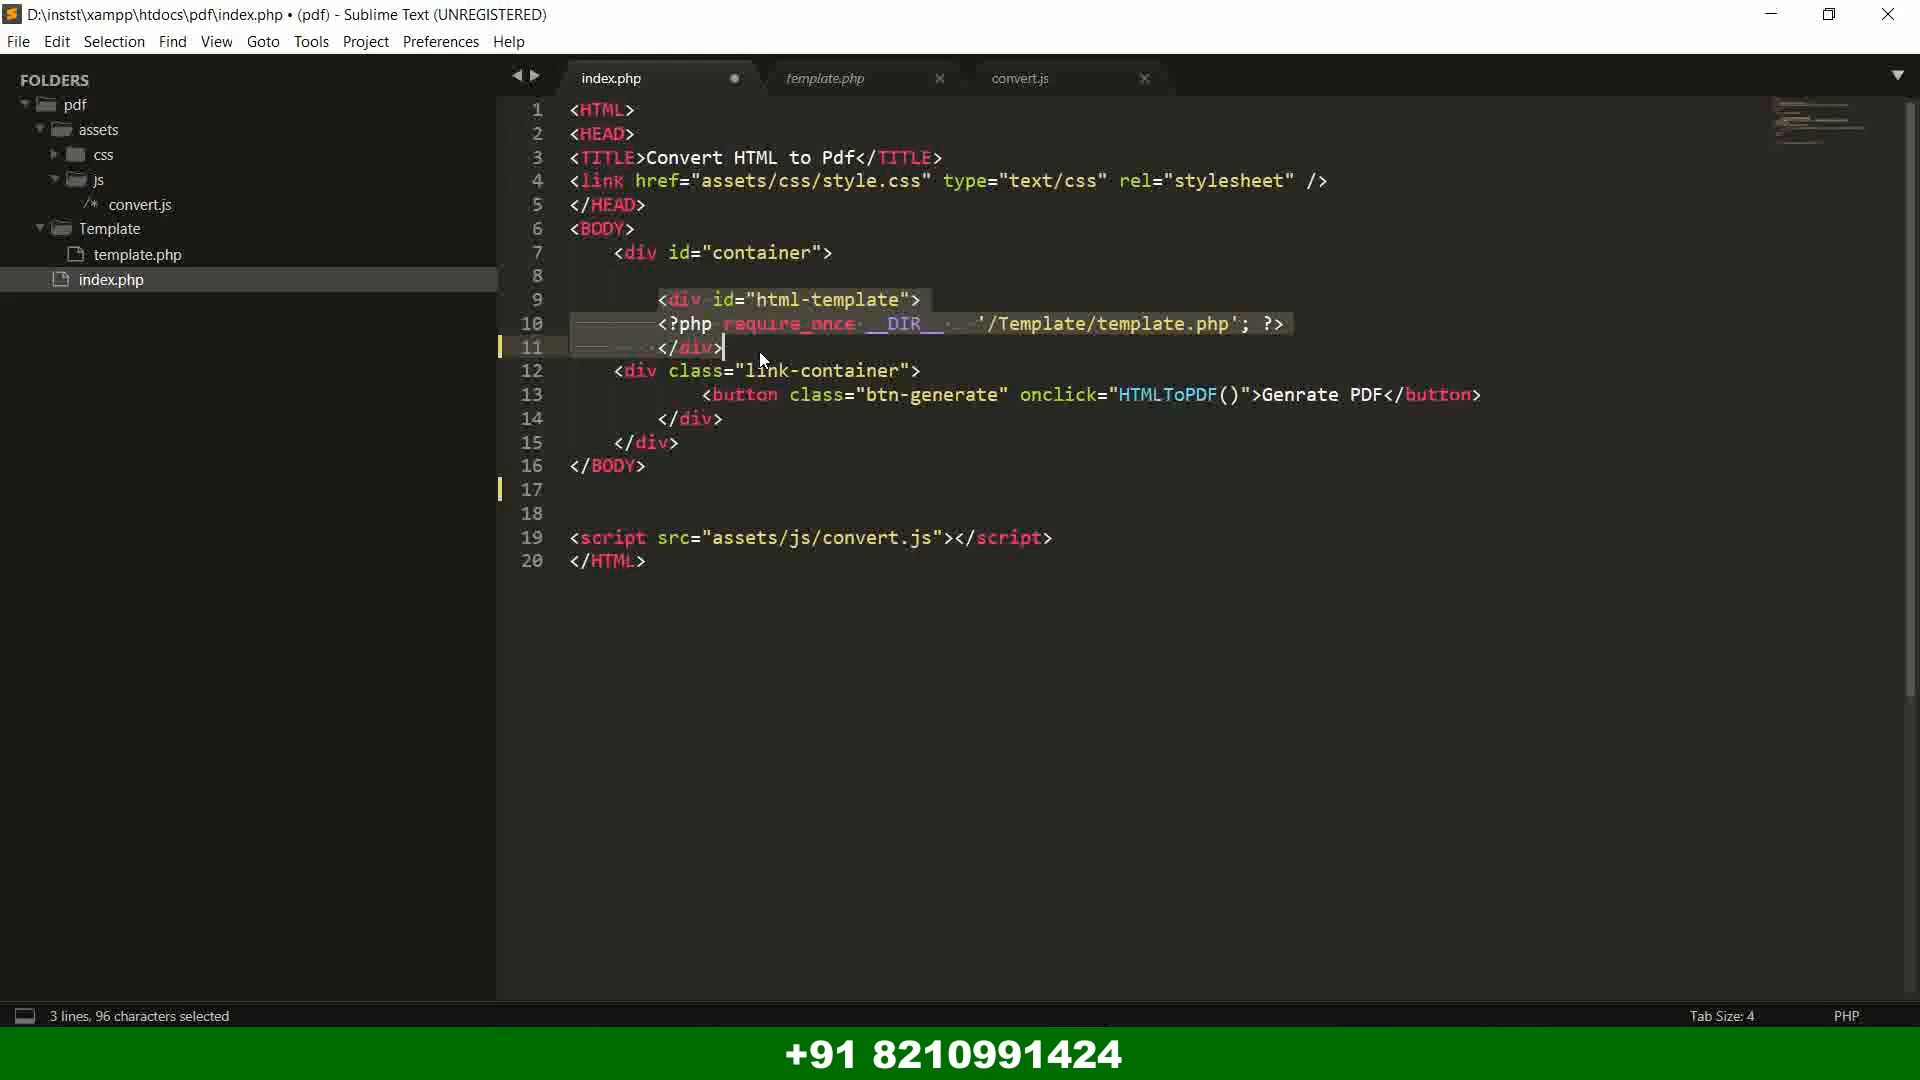 D:\instst\xampp\htdocs\pdf\index.php • (pdf) - Sublime Text (UNREGISTERED)
File Edit Selection Find View Goto Tools Project Preferences Help
FOLDERS
pdf
assets
css
js
/* convert.js
Template
template.php
index.php
index.php template.php convert.js
1 <HTML>
2 <HEAD>
3 <TITLE>Convert HTML to Pdf</TITLE>
4 <link href="assets/css/style.css" type="text/css" rel="stylesheet" />
5 </HEAD>
6 <BODY>
7 <div id="container">
8
9 <div id="html-template">
10 <?php require_once __DIR__ . '/Template/template.php'; ?>
11 </div>
12 <div class="link-container">
13 <button class="btn-generate" onclick="HTMLToPDF()">Genrate PDF</button>
14 </div>
15 </div>
16 </BODY>
17
18
19 <script src="assets/js/convert.js"></script>
20 </HTML>
3 lines, 96 characters selected
Tab Size: 4 PHP
+91 8210991424